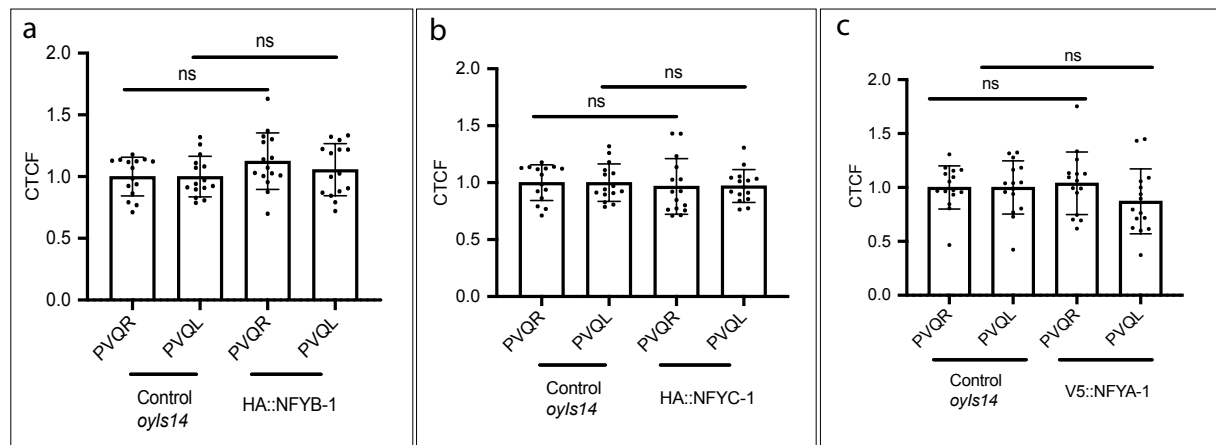 a
2.0
1.5
1.0
0.5
0.0
CTCF
ns
ns
PVQR
PVQL
PVQR
PVQL
Control
oyIs14
HA::NFYB-1
b
2.0
1.5
1.0
0.5
0.0
CTCF
ns
ns
PVQR
PVQL
PVQR
PVQL
Control
oyIs14
HA::NFYC-1
c
2.0
1.5
1.0
0.5
0.0
CTCF
ns
ns
PVQR
PVQL
PVQR
PVQL
Control
oyIs14
V5::NFYA-1